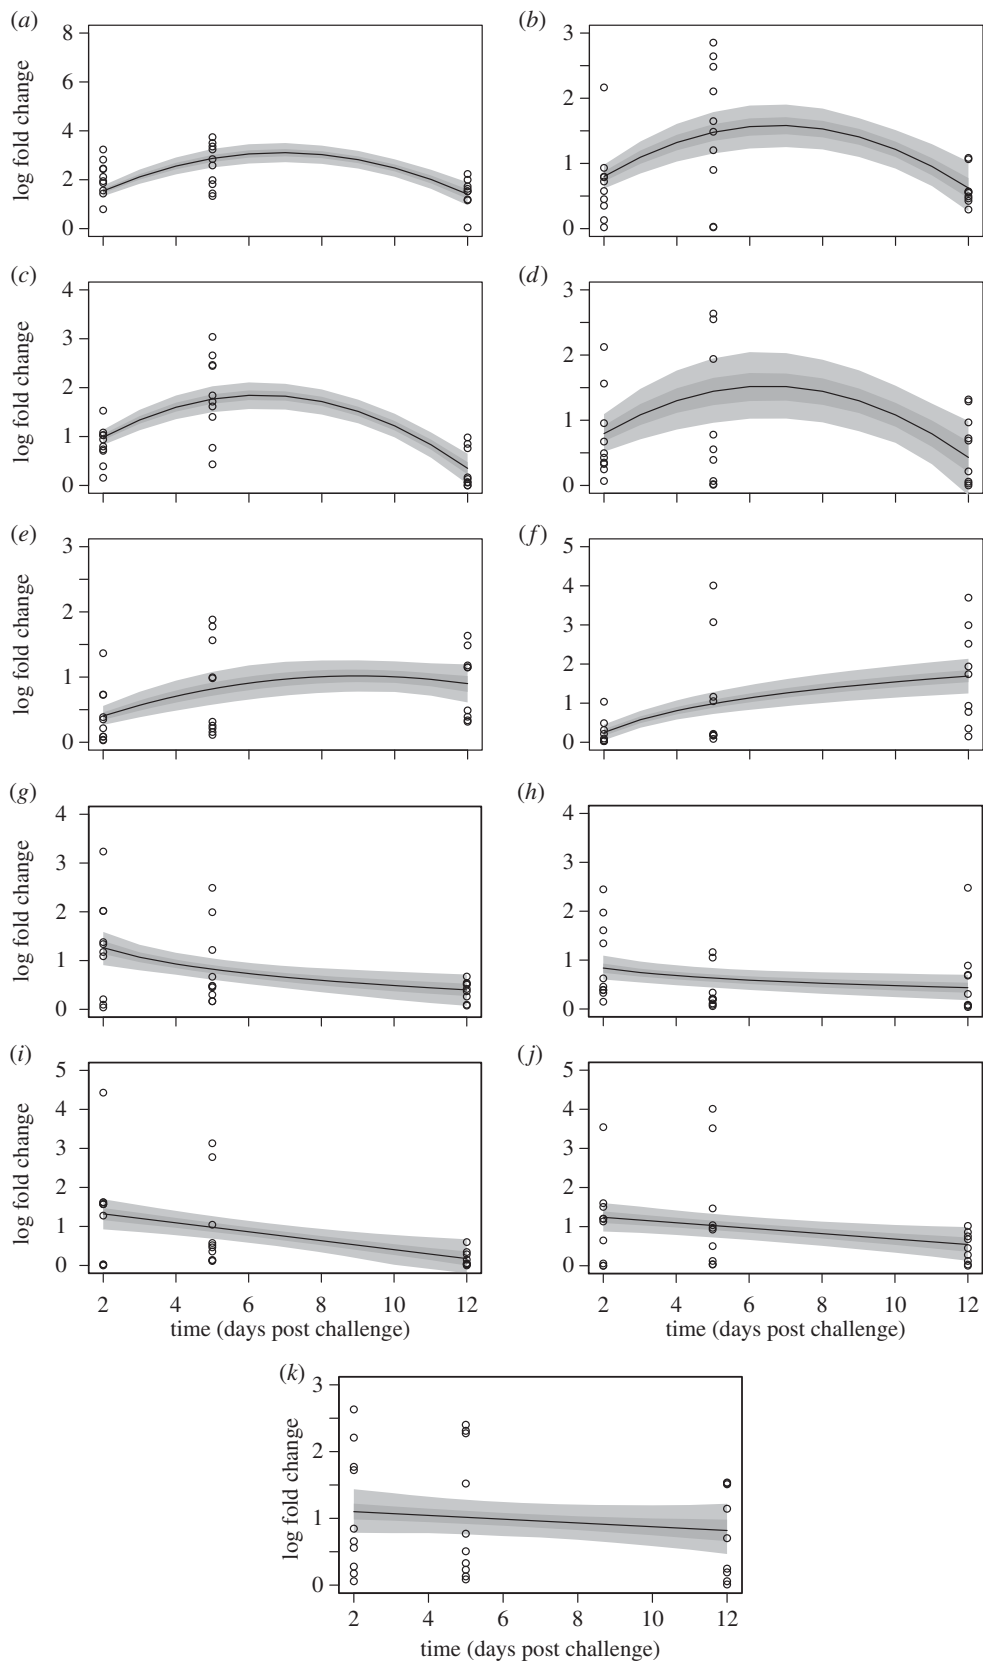 (a) (b)
8 3
6 2
4 1
2 0
0
log fold change
(c) (d)
4 3
3 2
2 1
1 0
0
log fold change
(e) (f)
3 5
2 4
1 3
0 2
1
0
log fold change
(g) (h)
4 4
3 3
2 2
1 1
0 0
log fold change
(i) (j)
5 5
4 4
3 3
2 2
1 1
0 0
log fold change
2 4 6 8 10 12 2 4 6 8 10 12
time (days post challenge) time (days post challenge)
(k)
3
2
1
0
log fold change
2 4 6 8 10 12
time (days post challenge)